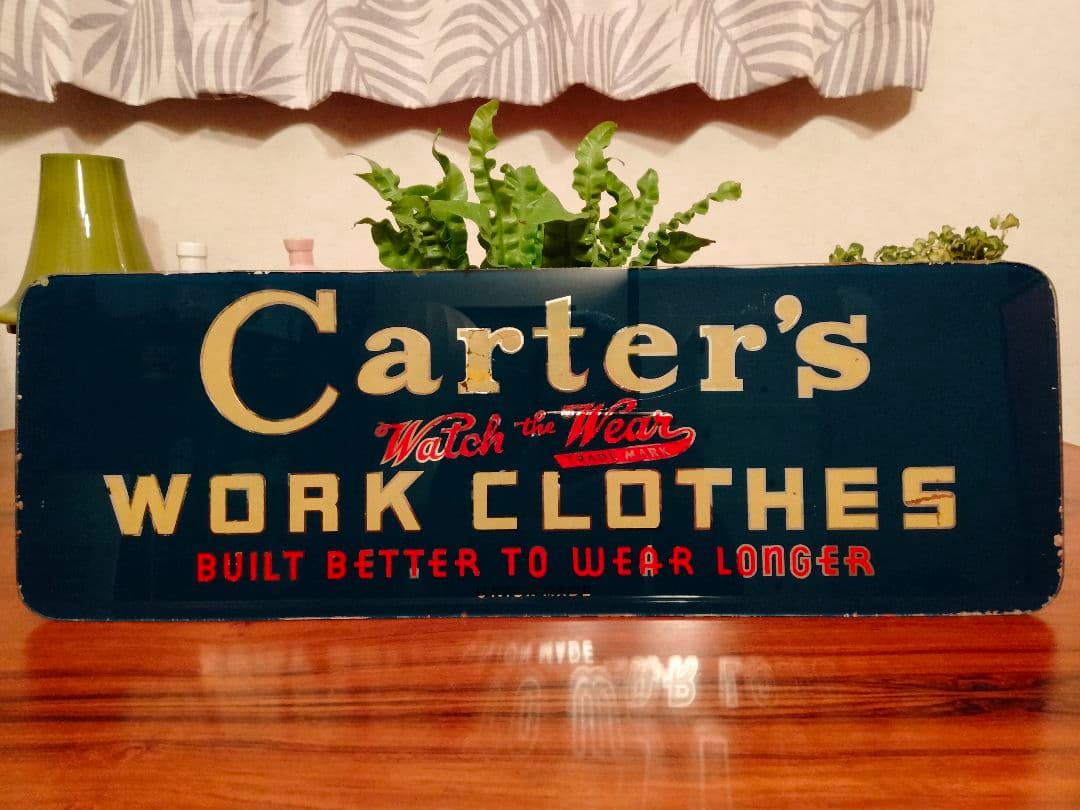 Carter's
Watch the Wear
TRADE MARK
WORK CLOTHES
BUILT BETTER TO WEAR LONGER
UNION MADE